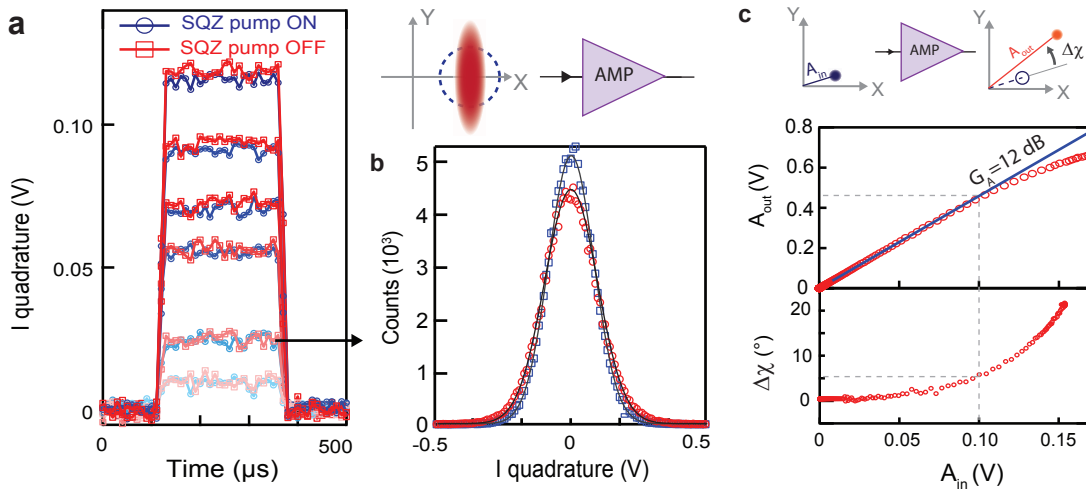 a
SQZ pump ON
SQZ pump OFF
I quadrature (V)
0.10
0.05
0
0
500
Time (µs)
Y
X
AMP
b
Counts (10³)
5
4
3
2
1
0
-0.5
0
0.5
I quadrature (V)
c
Y
A_in
X
AMP
Y
A_out
Δχ
X
A_out (V)
0.8
0.6
0.4
0.2
0
G_A=12 dB
Δχ (°)
20
10
0
0
0.05
0.10
0.15
A_in (V)